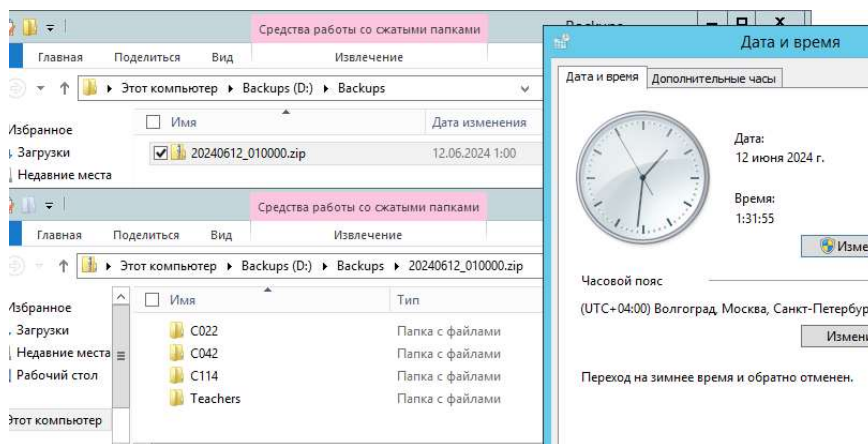 Средства работы со сжатыми папками
Главная Поделиться Вид Извлечение
Этот компьютер ▸ Backups (D:) ▸ Backups
Избранное
Загрузки
Недавние места
Имя Дата изменения
20240612_010000.zip 12.06.2024 1:00
Средства работы со сжатыми папками
Главная Поделиться Вид Извлечение
Этот компьютер ▸ Backups (D:) ▸ Backups ▸ 20240612_010000.zip
Избранное
Загрузки
Недавние места
Рабочий стол
Этот компьютер
Имя Тип
C022 Папка с файлами
C042 Папка с файлами
C114 Папка с файлами
Teachers Папка с файлами
Дата и время
Дата и время Дополнительные часы
Дата:
12 июня 2024 г.
Время:
1:31:55
Изме
Часовой пояс
(UTC+04:00) Волгоград, Москва, Санкт-Петербур
Измени
Переход на зимнее время и обратно отменен.